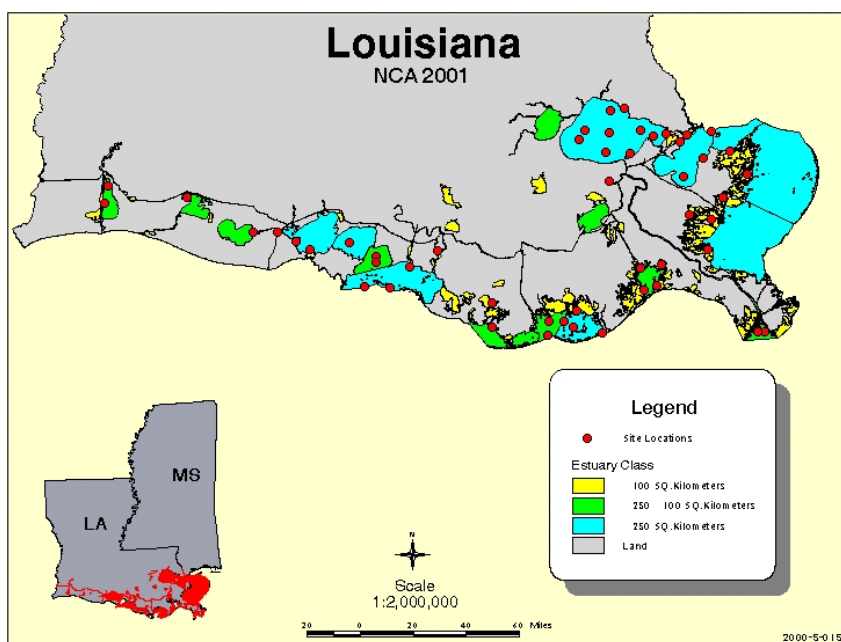 Louisiana
NCA 2001
Legend
Site Locations
Estuary Class
100 SQ.Kilometers
250 100 SQ.Kilometers
250 SQ.Kilometers
Land
MS
LA
N
Scale
1:2,000,000
20 0 20 40 60 Miles
2000-5-015